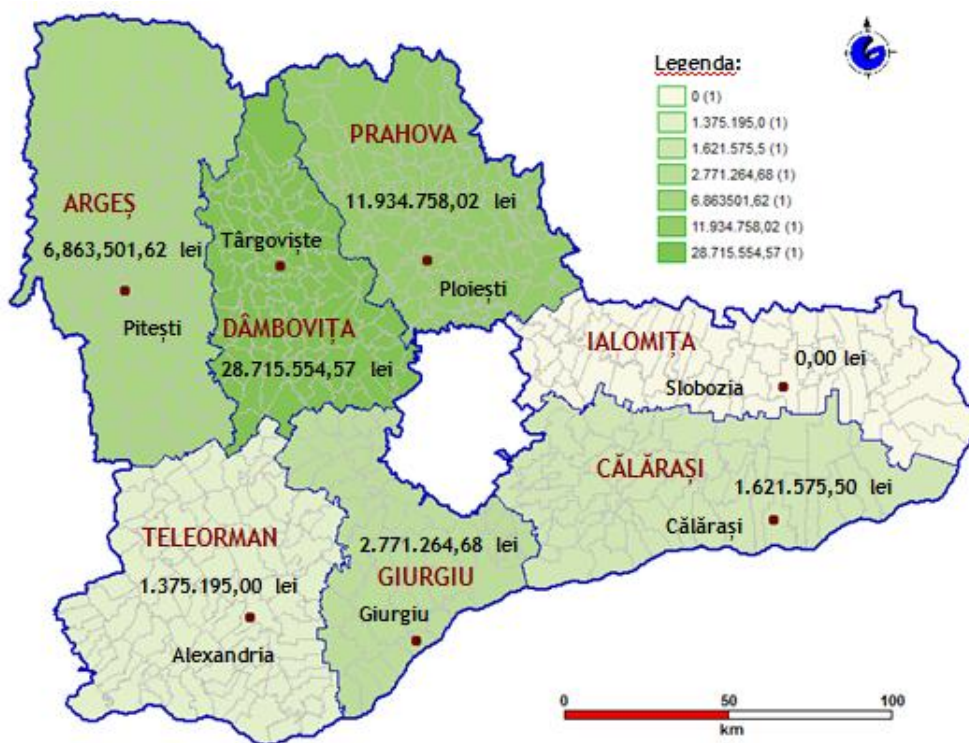 Legenda:
0 (1)
1.375.195,0 (1)
1.621.575,5 (1)
2.771.264,68 (1)
6.863501,62 (1)
11.934.758,02 (1)
28.715.554,57 (1)
PRAHOVA
11.934.758,02 lei
Ploiești
ARGEȘ
6,863,501,62 lei
Pitești
Târgoviște
DÂMBOVIȚA
28.715.554,57 lei
IALOMIȚA
0,00 lei
Slobozia
CĂLĂRAȘI
1.621.575,50 lei
Călărași
TELEORMAN
1.375.195,00 lei
Alexandria
2.771.264,68 lei
GIURGIU
Giurgiu
0 50 100
km